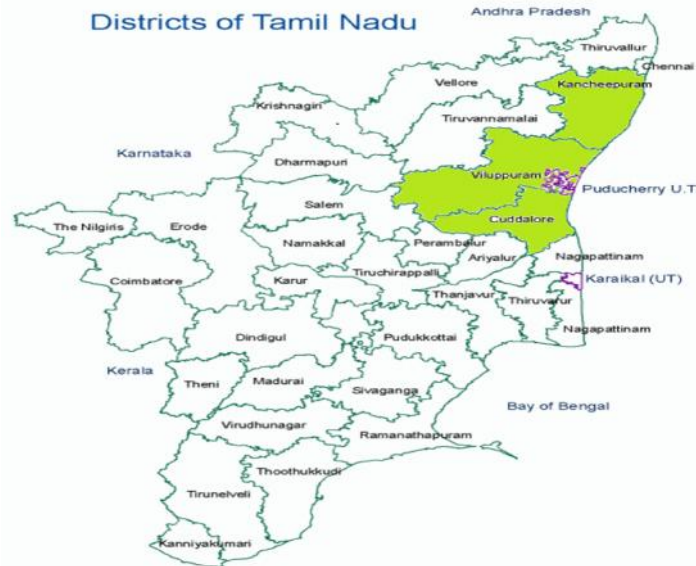 Districts of Tamil Nadu
Andhra Pradesh
Thiruvallur
Chennai
Vellore
Kancheepuram
Krishnagiri
Tiruvannamalai
Karnataka
Dharmapuri
Viluppuram
Puducherry U.T
Salem
Cuddalore
The Nilgiris
Erode
Namakkal
Perambalur
Ariyalur
Nagapattinam
Coimbatore
Karur
Tiruchirappalli
Karaikal (UT)
Thanjavur
Thiruvarur
Nagapattinam
Dindigul
Pudukkottai
Kerala
Theni
Madurai
Sivaganga
Bay of Bengal
Virudhunagar
Ramanathapuram
Thoothukkudi
Tirunelveli
Kanniyakumari